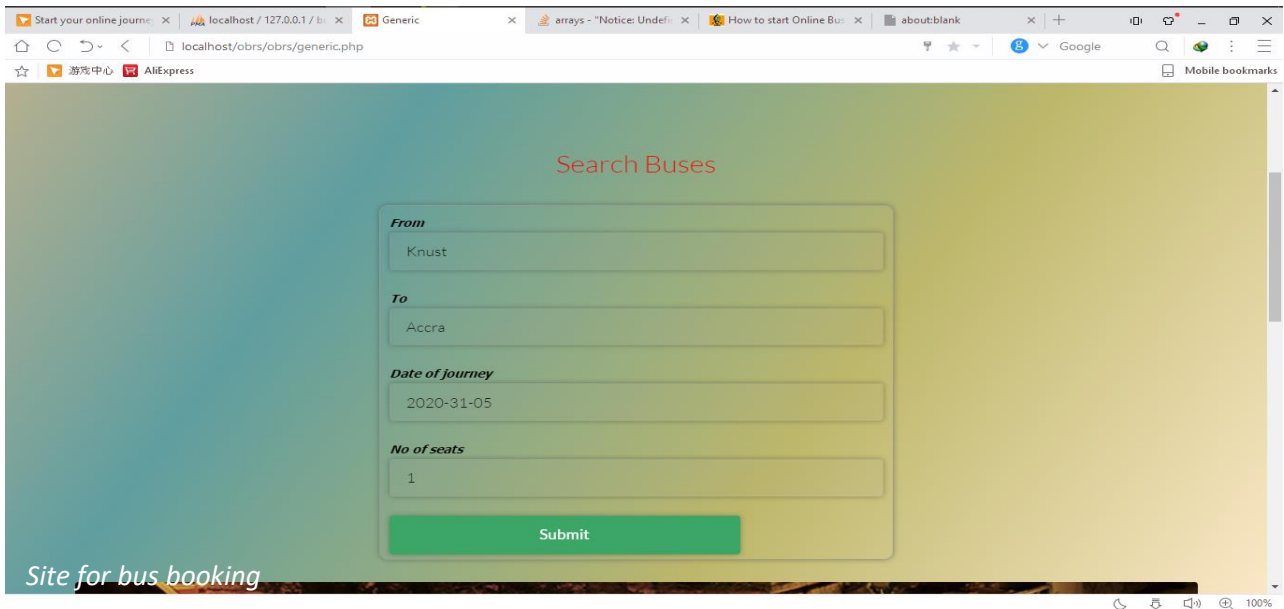 Start your online journe
localhost / 127.0.0.1 / b
Generic
arrays - "Notice: Undefi
How to start Online Bus
about:blank
localhost/obrs/obrs/generic.php
g
Google
游戏中心
AliExpress
Mobile bookmarks
Search Buses
From
Knust
To
Accra
Date of journey
2020-31-05
No of seats
1
Submit
Site for bus booking
100%